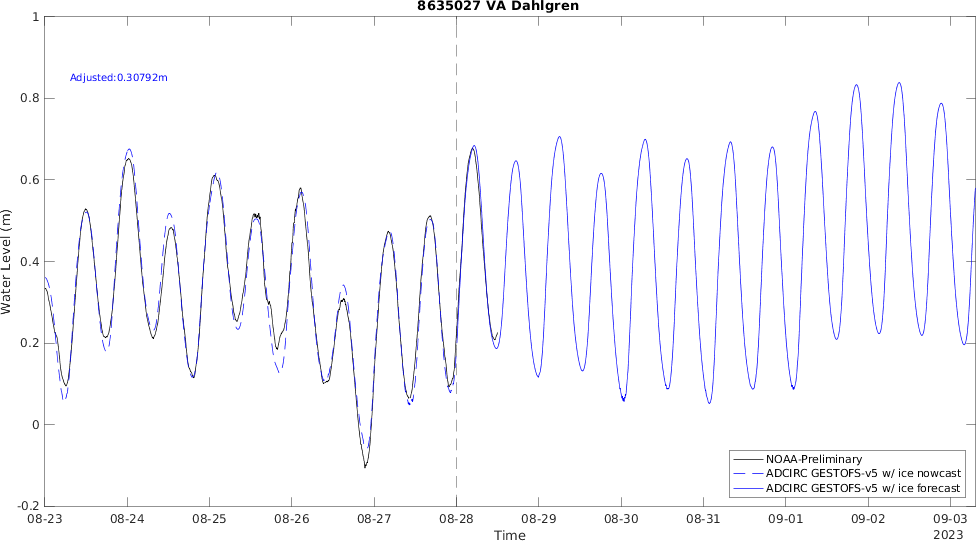 8635027 VA Dahlgren
Adjusted:0.30792m
Water Level (m)
1
0.8
0.6
0.4
0.2
0
-0.2
08-23 08-24 08-25 08-26 08-27 08-28 08-29 08-30 08-31 09-01 09-02 09-03
Time
2023
NOAA-Preliminary
ADCIRC GESTOFS-v5 w/ ice nowcast
ADCIRC GESTOFS-v5 w/ ice forecast